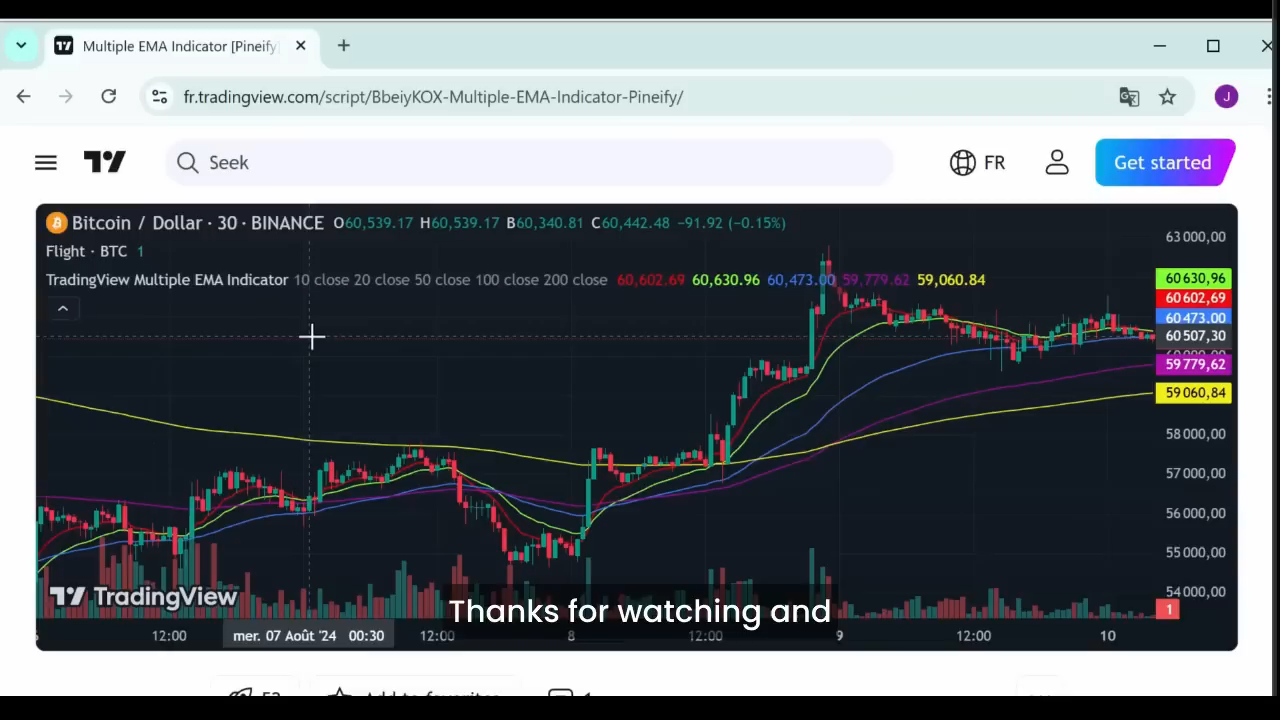 Multiple EMA Indicator [Pineify
fr.tradingview.com/script/BbeiyKOX-Multiple-EMA-Indicator-Pineify/
J
Seek
FR
Get started
Bitcoin / Dollar · 30 · BINANCE O60,539.17 H60,539.17 B60,340.81 C60,442.48 −91.92 (−0.15%)
Flight · BTC 1
TradingView Multiple EMA Indicator 10 close 20 close 50 close 100 close 200 close 60,602.69 60,630.96 60,473.00 59,779.62 59,060.84
63 000,00
60 630,96
60 602,69
60 473.00
60 507,30
59 779,62
59 060,84
58 000,00
57 000,00
56 000,00
55 000,00
54 000,00
1
TradingView
Thanks for watching and
12:00 mer. 07 Août '24 00:30 12:00 8 12:00 9 12:00 10